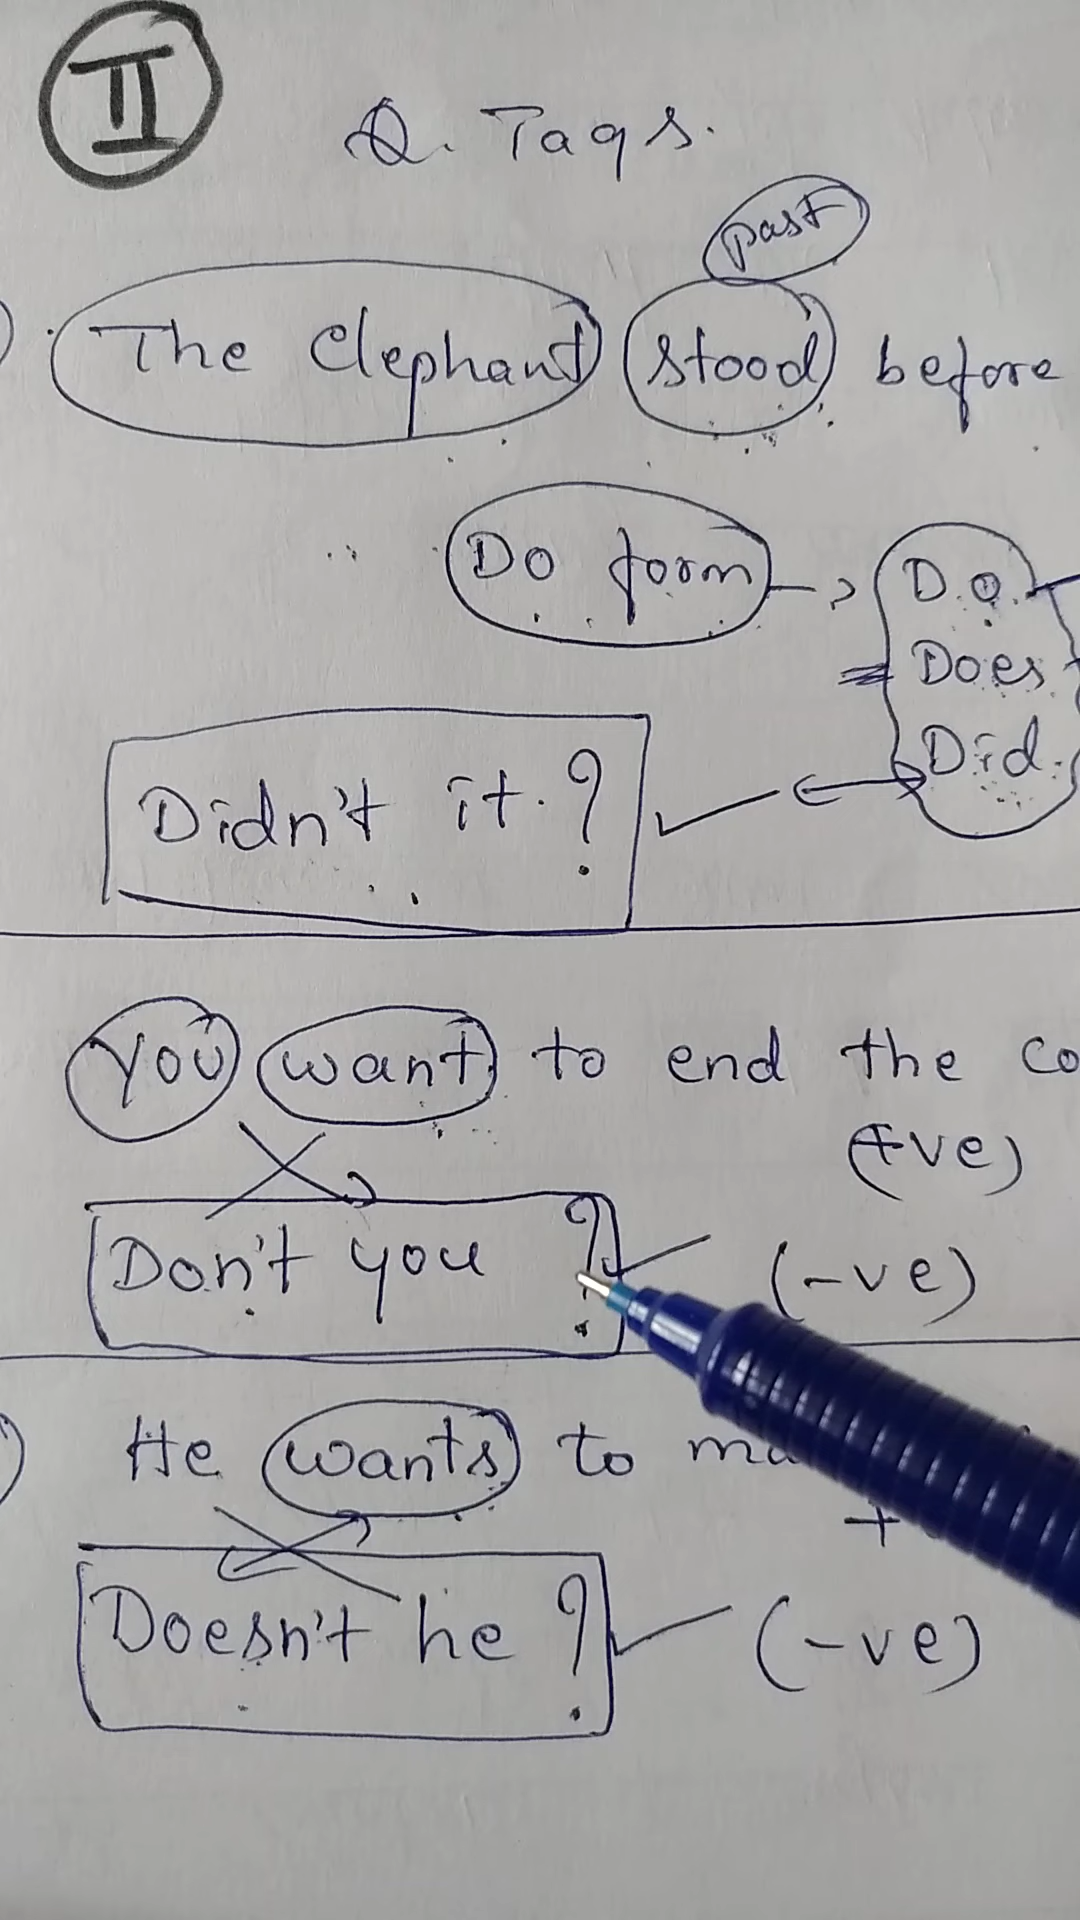 II
Q. Tags.
past
The elephant stood before
Do form → Do
Does
Did.
Didn't it. ?
You want to end the co
(+ve)
Don't you ?
(-ve)
He wants to ma
+
Doesn't he ?
(-ve)